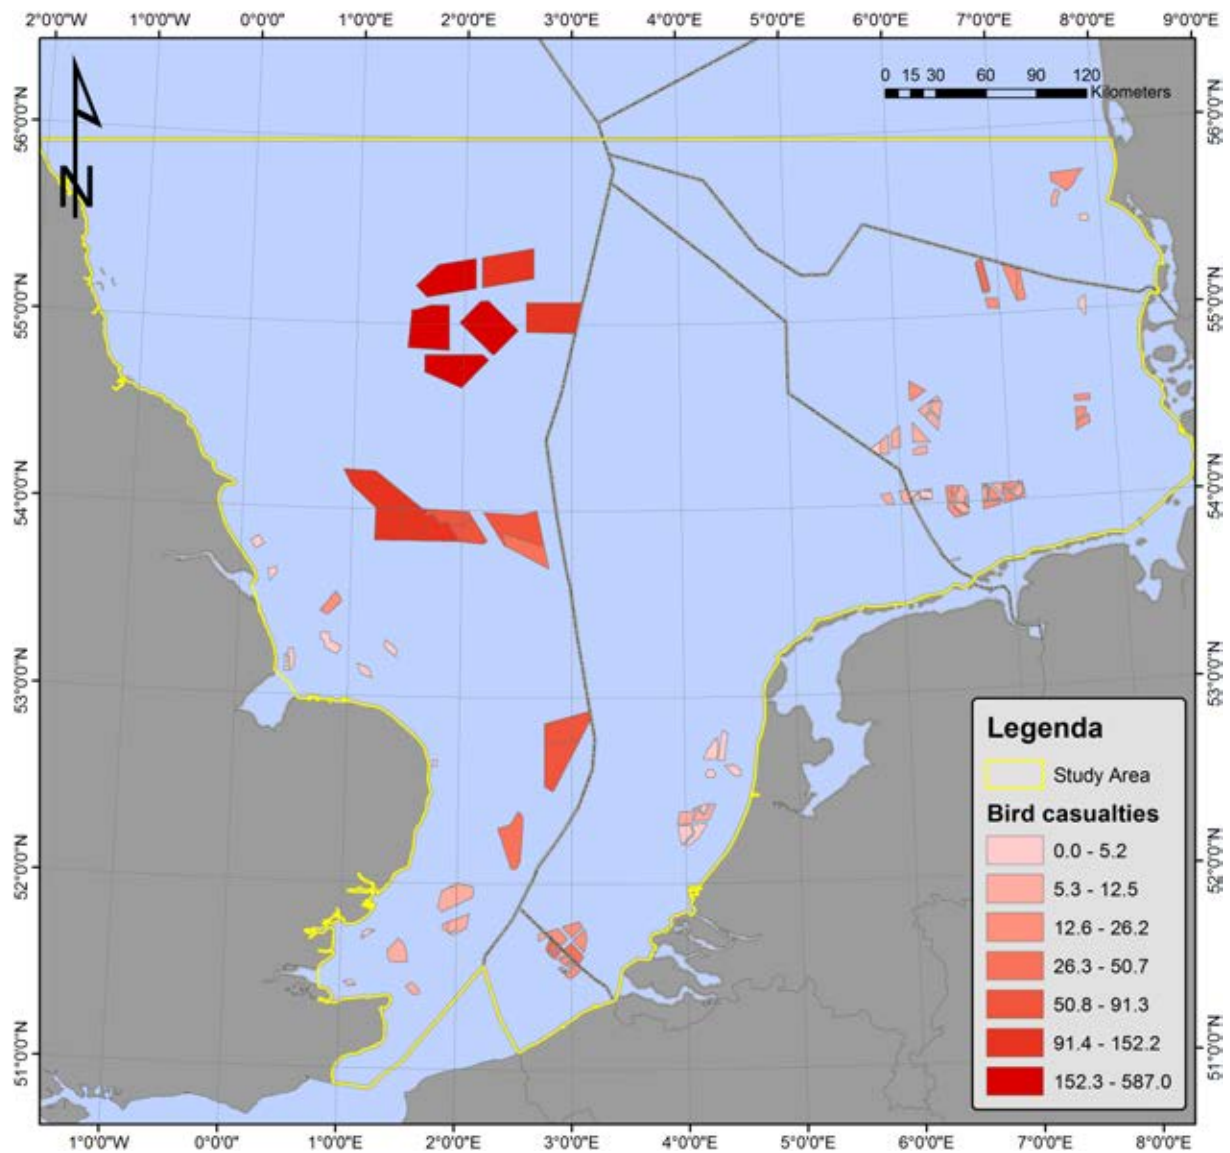 2°0'0"W 1°0'0"W 0°0'0" 1°0'0"E 2°0'0"E 3°0'0"E 4°0'0"E 5°0'0"E 6°0'0"E 7°0'0"E 8°0'0"E 9°0'0"E
0 15 30 60 90 120
Kilometers
N
56°0'0"N
55°0'0"N
54°0'0"N
53°0'0"N
52°0'0"N
51°0'0"N
56°0'0"N
55°0'0"N
54°0'0"N
53°0'0"N
52°0'0"N
51°0'0"N
Legenda
Study Area
Bird casualties
0.0 - 5.2
5.3 - 12.5
12.6 - 26.2
26.3 - 50.7
50.8 - 91.3
91.4 - 152.2
152.3 - 587.0
1°0'0"W 0°0'0" 1°0'0"E 2°0'0"E 3°0'0"E 4°0'0"E 5°0'0"E 6°0'0"E 7°0'0"E 8°0'0"E